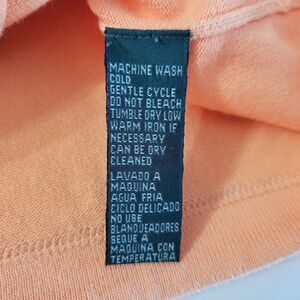 MACHINE WASH
COLD
GENTLE CYCLE
DO NOT BLEACH
TUMBLE DRY LOW
WARM IRON IF
NECESSARY
CAN BE DRY
CLEANED
LAVADO A
MAQUINA
AGUA FRIA
CICLO DELICADO
NO USE
BLANQUEADORES
SEQUE A
MAQUINA CON
TEMPERATURA